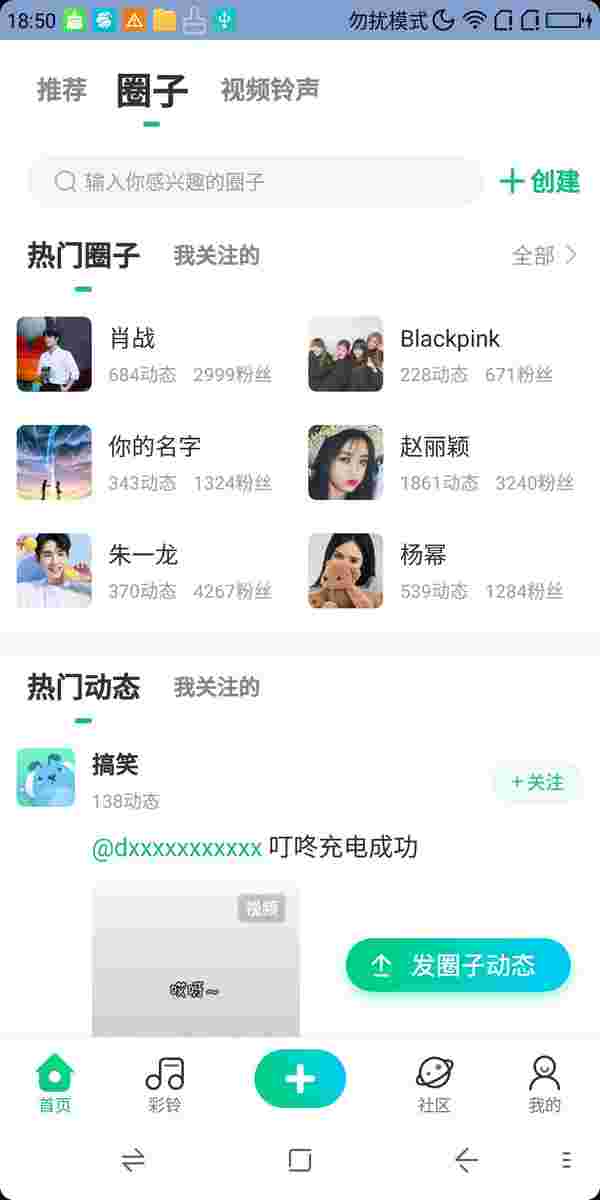 18:50 勿扰模式
推荐 圈子 视频铃声
输入你感兴趣的圈子 创建
热门圈子 我关注的 全部
肖战 Blackpink
684动态 2999粉丝 228动态 671粉丝
你的名字 赵丽颖
343动态 1324粉丝 1861动态 3240粉丝
朱一龙 杨幂
370动态 4267粉丝 539动态 1284粉丝
热门动态 我关注的
搞笑
138动态
+关注
@dxxxxxxxxxxx 叮咚充电成功
视频
发圈子动态
哎呀~
首页 彩铃 社区 我的